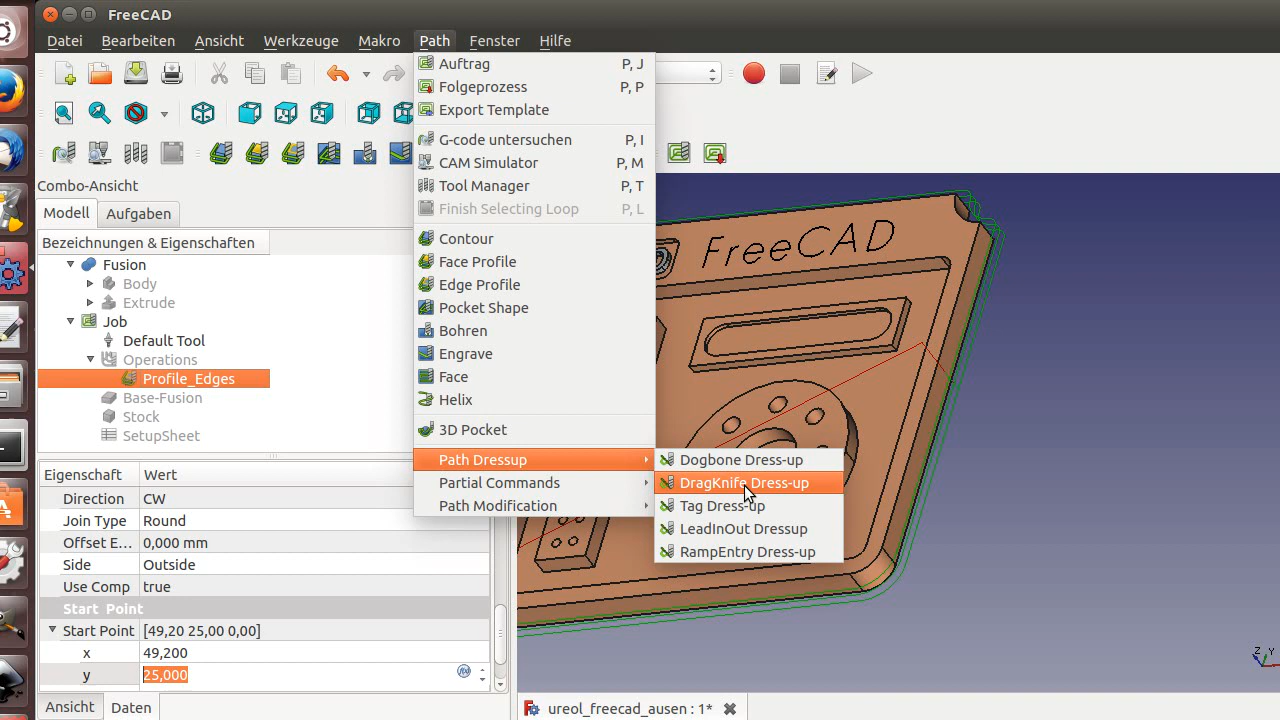 FreeCAD
Datei Bearbeiten Ansicht Werkzeuge Makro Path Fenster Hilfe
Auftrag P, J
Folgeprozess P, P
Export Template
G-code untersuchen P, I
CAM Simulator P, M
Tool Manager P, T
Finish Selecting Loop P, L
Contour
Face Profile
Edge Profile
Pocket Shape
Bohren
Engrave
Face
Helix
3D Pocket
Path Dressup
Partial Commands
Path Modification
Dogbone Dress-up
DragKnife Dress-up
Tag Dress-up
LeadInOut Dressup
RampEntry Dress-up
Combo-Ansicht
Modell Aufgaben
Bezeichnungen & Eigenschaften
Fusion
Body
Extrude
Job
Default Tool
Operations
Profile_Edges
Base-Fusion
Stock
SetupSheet
Eigenschaft Wert
Direction CW
Join Type Round
Offset E... 0,000 mm
Side Outside
Use Comp true
Start Point
Start Point [49,20 25,00 0,00]
x 49,200
y 25,000
Ansicht Daten
FreeCAD
Z Y
ureol_freecad_ausen : 1*